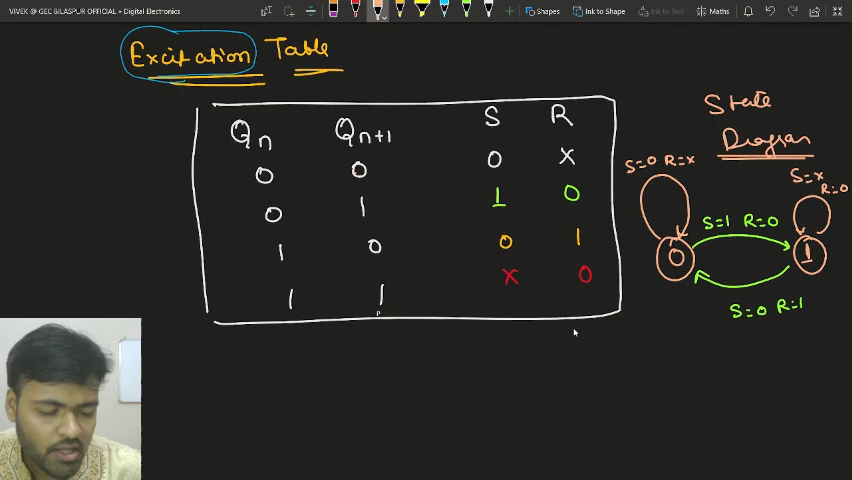 VIVEK @ GEC BILASPUR OFFICIAL » Digital Electronics
Shapes
Ink to Shape
Ink to Text
Maths
Excitation Table
Qn Qn+1 S R
0 0 0 X
0 1 1 0
1 0 0 1
1 1 X 0
P
State
Diagram
S=0 R=X
S=X
R=0
S=1 R=0
0 1
S=0 R=1